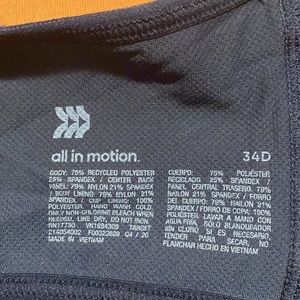 all in motion.
34D
BODY: 75% RECYCLED POLYESTER
25% SPANDEX / CENTER BACK
PANEL: 79% NYLON 21% SPANDEX
/ BODY LINING: 79% NYLON 21%
SPANDEX / CUP LINING: 100%
POLYESTER. HAND WASH COLD,
ONLY NON-CHLORINE BLEACH WHEN
NEEDED, LINE DRY, DO NOT IRON.
RN17730 TARGET
214054002 Q4 / 20
MADE IN VIETNAM
CUERPO: 75% POLIÉSTER
RECICLADO 25% SPANDEX /
PANEL CENTRAL TRASERO: 79%
NAILON 21% SPANDEX / FORRO
DEL CUERPO: 79% NAILON 21%
SPANDEX / FORRO DE COPA: 100%
POLIÉSTER LAVAR A MANO CON
AGUA FRÍA, SÓLO BLANQUEADOR
SIN CLORO, SI ES NECESARIO
TENDER PARA SECAR, NO
PLANCHAR HECHO EN VIETNAM